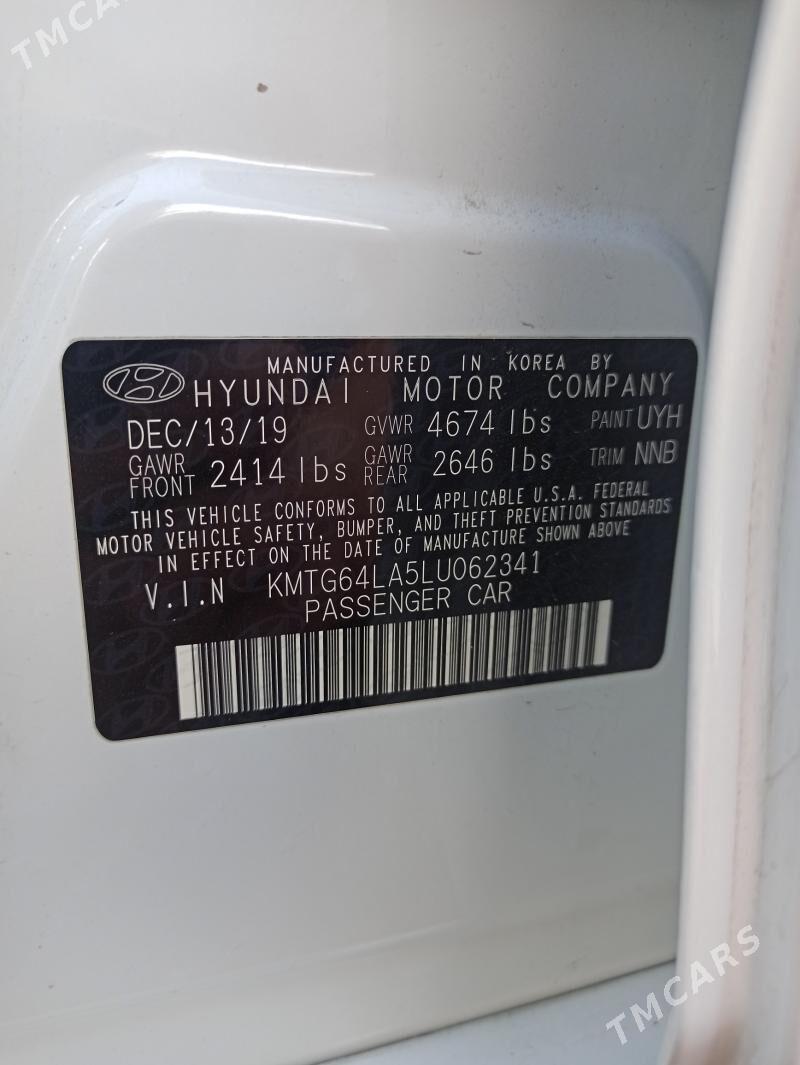 TMCARS
MANUFACTURED IN KOREA BY
HYUNDAI MOTOR COMPANY
DEC/13/19 GVWR 4674 lbs PAINT UYH
GAWR FRONT 2414 lbs GAWR REAR 2646 lbs TRIM NNB
THIS VEHICLE CONFORMS TO ALL APPLICABLE U.S.A. FEDERAL
MOTOR VEHICLE SAFETY, BUMPER, AND THEFT PREVENTION STANDARDS
IN EFFECT ON THE DATE OF MANUFACTURE SHOWN ABOVE
V.I.N KMTG64LA5LU062341
PASSENGER CAR
TMCARS